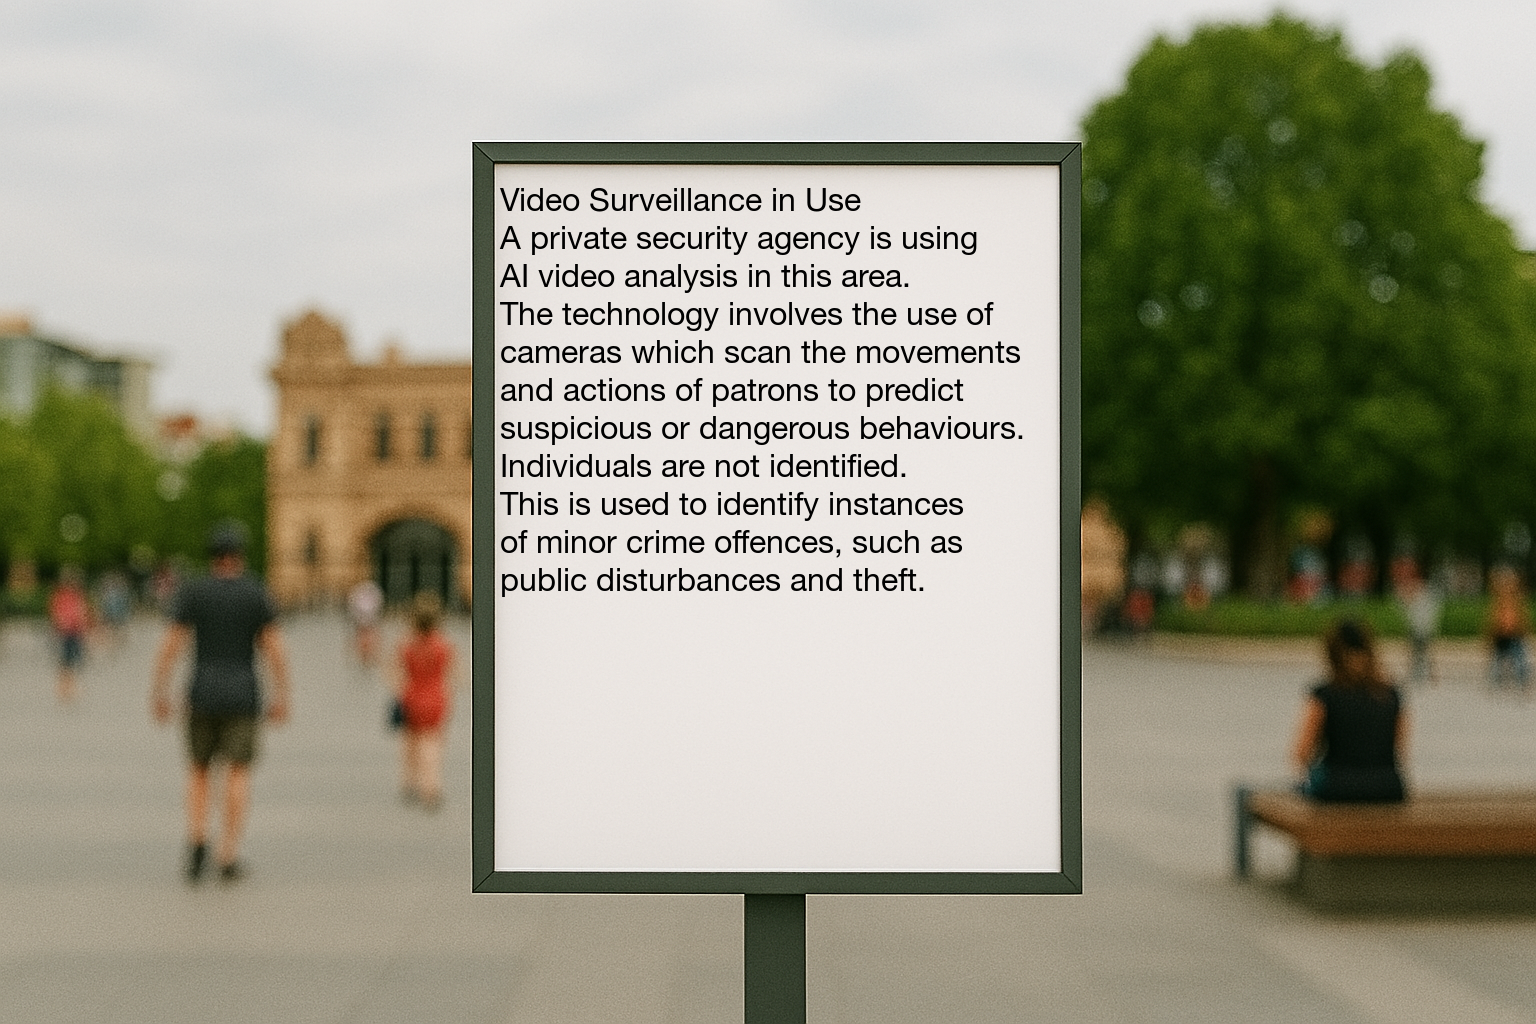 Video Surveillance in Use
A private security agency is using
AI video analysis in this area.
The technology involves the use of
cameras which scan the movements
and actions of patrons to predict
suspicious or dangerous behaviours.
Individuals are not identified.
This is used to identify instances
of minor crime offences, such as
public disturbances and theft.